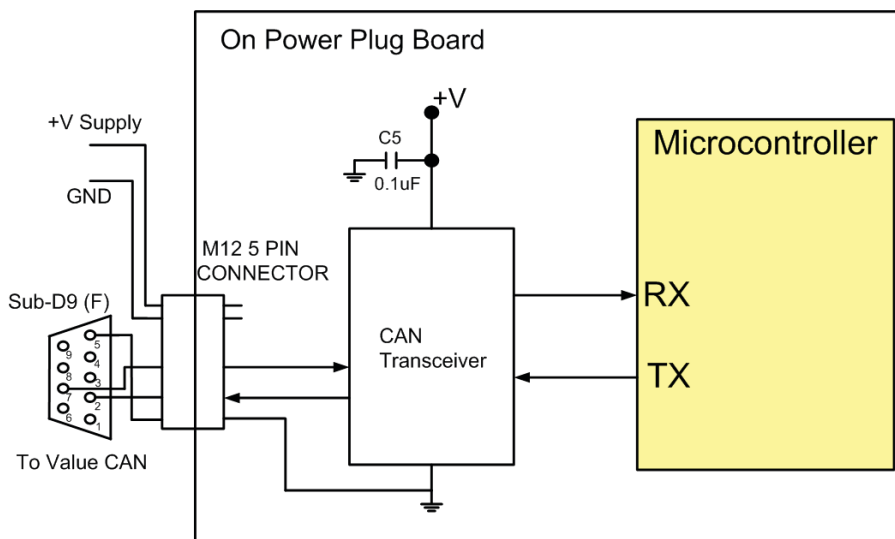 On Power Plug Board
+V
+V Supply
C5
0.1uF
GND
Microcontroller
M12 5 PIN
CONNECTOR
Sub-D9 (F)
RX
CAN
Transceiver
TX
5
9
4
8
3
7
2
6
1
To Value CAN